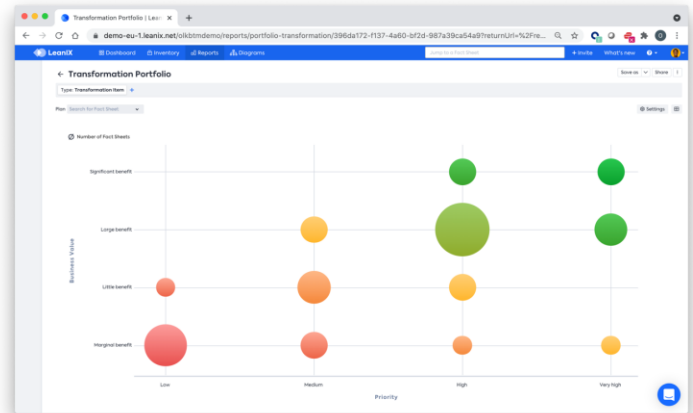 Transformation Portfolio | Lean
demo-eu-1.leanix.net/olkbtmdemo/reports/portfolio-transformation/396da172-f137-4a60-bf2d-987a39ca54a9?returnUrl=%2Fre...
LeanIX Dashboard Inventory Reports Diagrams Jump to a Fact Sheet + Invite What's new
← Transformation Portfolio Save as Share
Type: Transformation Item +
Plan Search for Fact Sheet Settings
Number of Fact Sheets
Significant benefit
Large benefit
Business Value
Little benefit
Marginal benefit
Low Medium High Very high
Priority